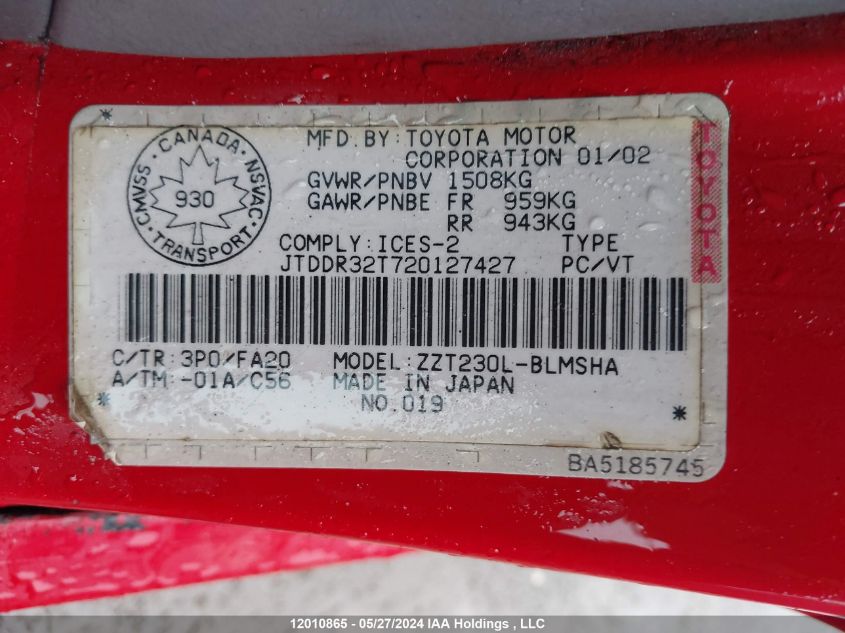 CMVSS · CANADA · NSVAC · TRANSPORT ·
930
MFD.BY:TOYOTA MOTOR
CORPORATION 01/02
GVWR/PNBV 1508KG
GAWR/PNBE FR 959KG
RR 943KG
COMPLY:ICES-2 TYPE
JTDDR32T720127427 PC/VT
TOYOTA
C/TR:3P0/FA20 MODEL:ZZT230L-BLMSHA
A/TM:-01A/C56 MADE IN JAPAN
NO.019
BA5185745
12010865 - 05/27/2024 IAA Holdings , LLC